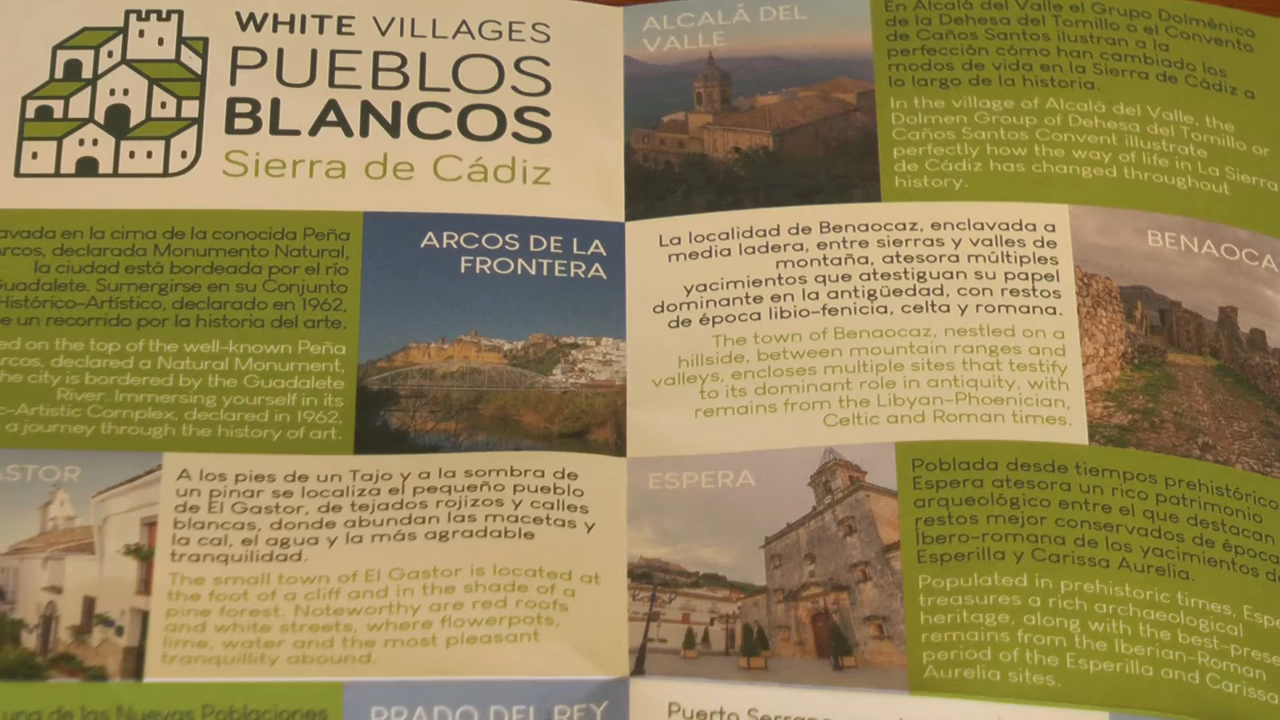 WHITE VILLAGES
PUEBLOS
BLANCOS
Sierra de Cádiz
ALCALÁ DEL
VALLE
En Alcalá del Valle el Grupo Dolménico
de la Dehesa del Tomillo o el Convento
de Caños Santos ilustran a la
perfección cómo han cambiado los
modos de vida en la Sierra de Cádiz a
lo largo de la historia.
In the village of Alcalá del Valle, the
Dolmen Group of Dehesa del Tomillo or
Caños Santos Convent illustrate
perfectly how the way of life in La Sierra
de Cádiz has changed throughout
history.
avada en la cima de la conocida Peña
rcos, declarada Monumento Natural,
la ciudad está bordeada por el río
Guadalete. Sumergirse en su Conjunto
Histórico-Artístico, declarado en 1962,
e un recorrido por la historia del arte.
ed on the top of the well-known Peña
rcos, declared a Natural Monument,
he city is bordered by the Guadalete
River. Immersing yourself in its
c-Artistic Complex, declared in 1962,
a journey through the history of art.
ARCOS DE LA
FRONTERA
La localidad de Benaocaz, enclavada a
media ladera, entre sierras y valles de
montaña, atesora múltiples
yacimientos que atestiguan su papel
dominante en la antigüedad, con restos
de época libio-fenicia, celta y romana.
The town of Benaocaz, nestled on a
hillside, between mountain ranges and
valleys, encloses multiple sites that testify
to its dominant role in antiquity, with
remains from the Libyan-Phoenician,
Celtic and Roman times.
BENAOCA
ASTOR
A los pies de un Tajo y a la sombra de
un pinar se localiza el pequeño pueblo
de El Gastor, de tejados rojizos y calles
blancas, donde abundan las macetas y
la cal, el agua y la más agradable
tranquilidad.
The small town of El Gastor is located at
the foot of a cliff and in the shade of a
pine forest. Noteworthy are red roofs
and white streets, where flowerpots,
lime, water and the most pleasant
tranquillity abound.
ESPERA
Poblada desde tiempos prehistórico
Espera atesora un rico patrimonio
arqueológico entre el que destacan
restos mejor conservados de época
Íbero-romana de los yacimientos de
Esperilla y Carissa Aurelia.
Populated in prehistoric times, Espe
treasures a rich archaeological
heritage, along with the best-prese
remains from the Iberian-Roman
period of the Esperilla and Carissa
Aurelia sites.
una de las Nuevas Poblaciones
PRADO DEL REY
Puerto Serrano